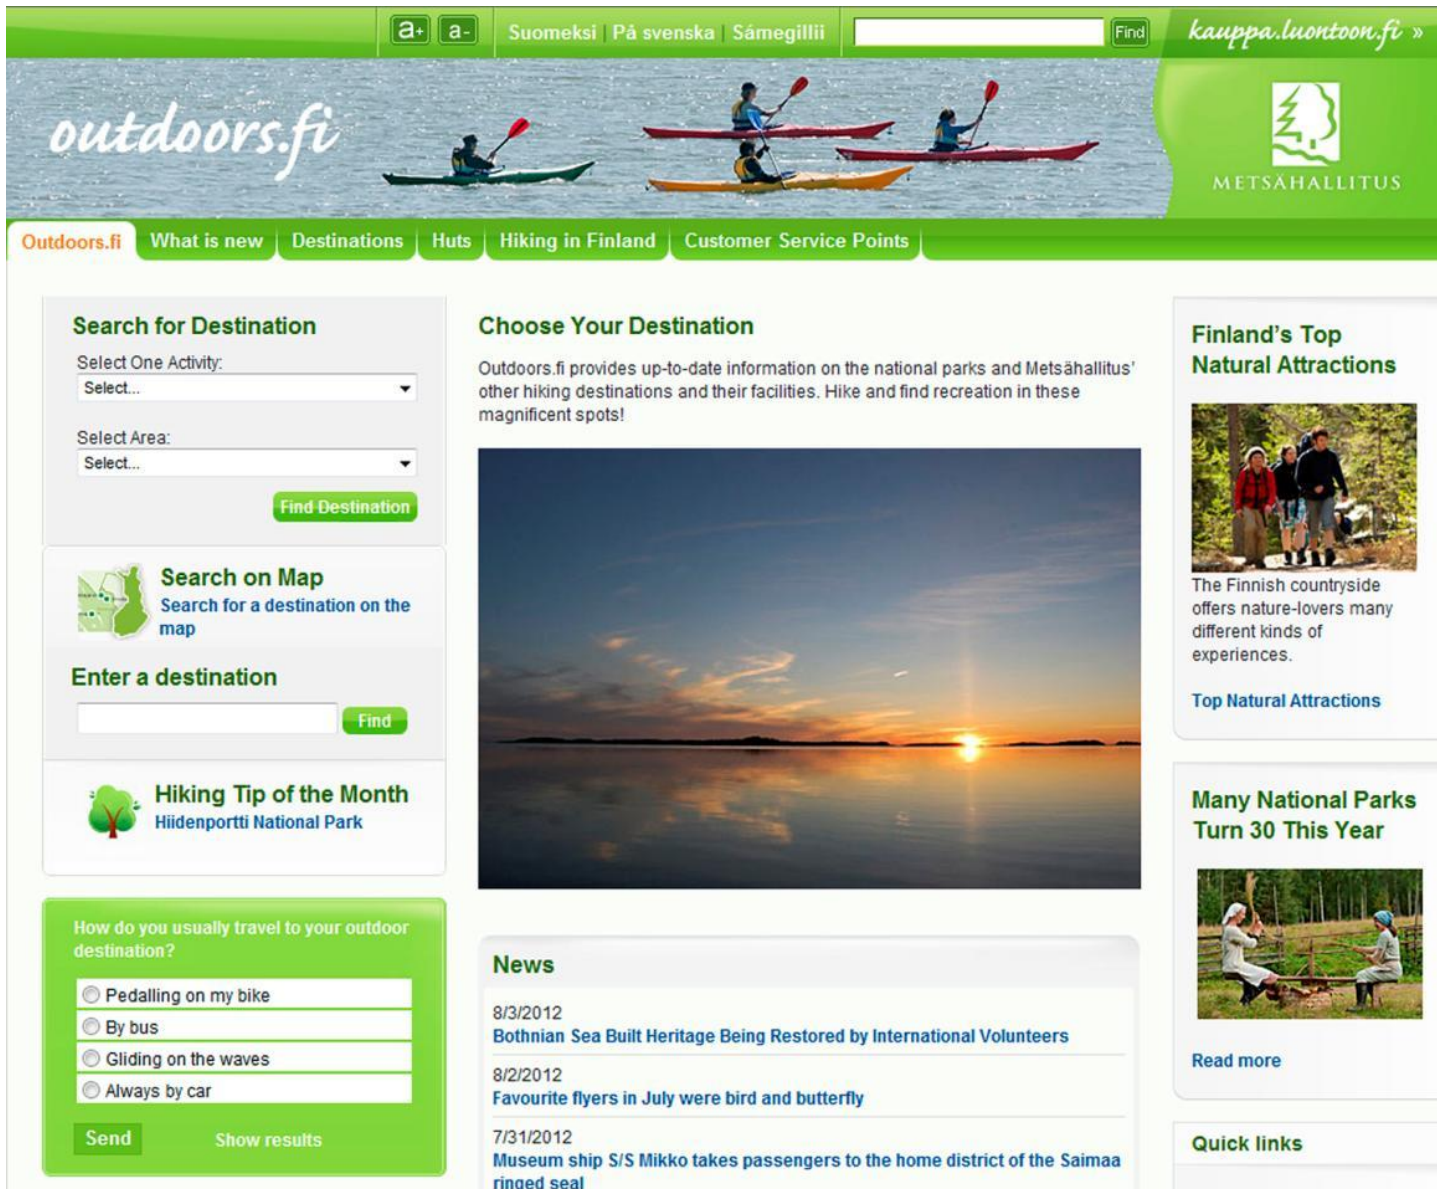 a+ a-
Suomeksi | På svenska | Sámegillii
Find
kauppa.luontoon.fi »
outdoors.fi
METSÄHALLITUS
Outdoors.fi
What is new
Destinations
Huts
Hiking in Finland
Customer Service Points
Search for Destination
Select One Activity:
Select...
Select Area:
Select...
Find Destination
Search on Map
Search for a destination on the
map
Enter a destination
Find
Hiking Tip of the Month
Hiidenportti National Park
How do you usually travel to your outdoor
destination?
Pedalling on my bike
By bus
Gliding on the waves
Always by car
Send
Show results
Choose Your Destination
Outdoors.fi provides up-to-date information on the national parks and Metsähallitus'
other hiking destinations and their facilities. Hike and find recreation in these
magnificent spots!
News
8/3/2012
Bothnian Sea Built Heritage Being Restored by International Volunteers
8/2/2012
Favourite flyers in July were bird and butterfly
7/31/2012
Museum ship S/S Mikko takes passengers to the home district of the Saimaa
ringed seal
Finland's Top
Natural Attractions
The Finnish countryside
offers nature-lovers many
different kinds of
experiences.
Top Natural Attractions
Many National Parks
Turn 30 This Year
Read more
Quick links